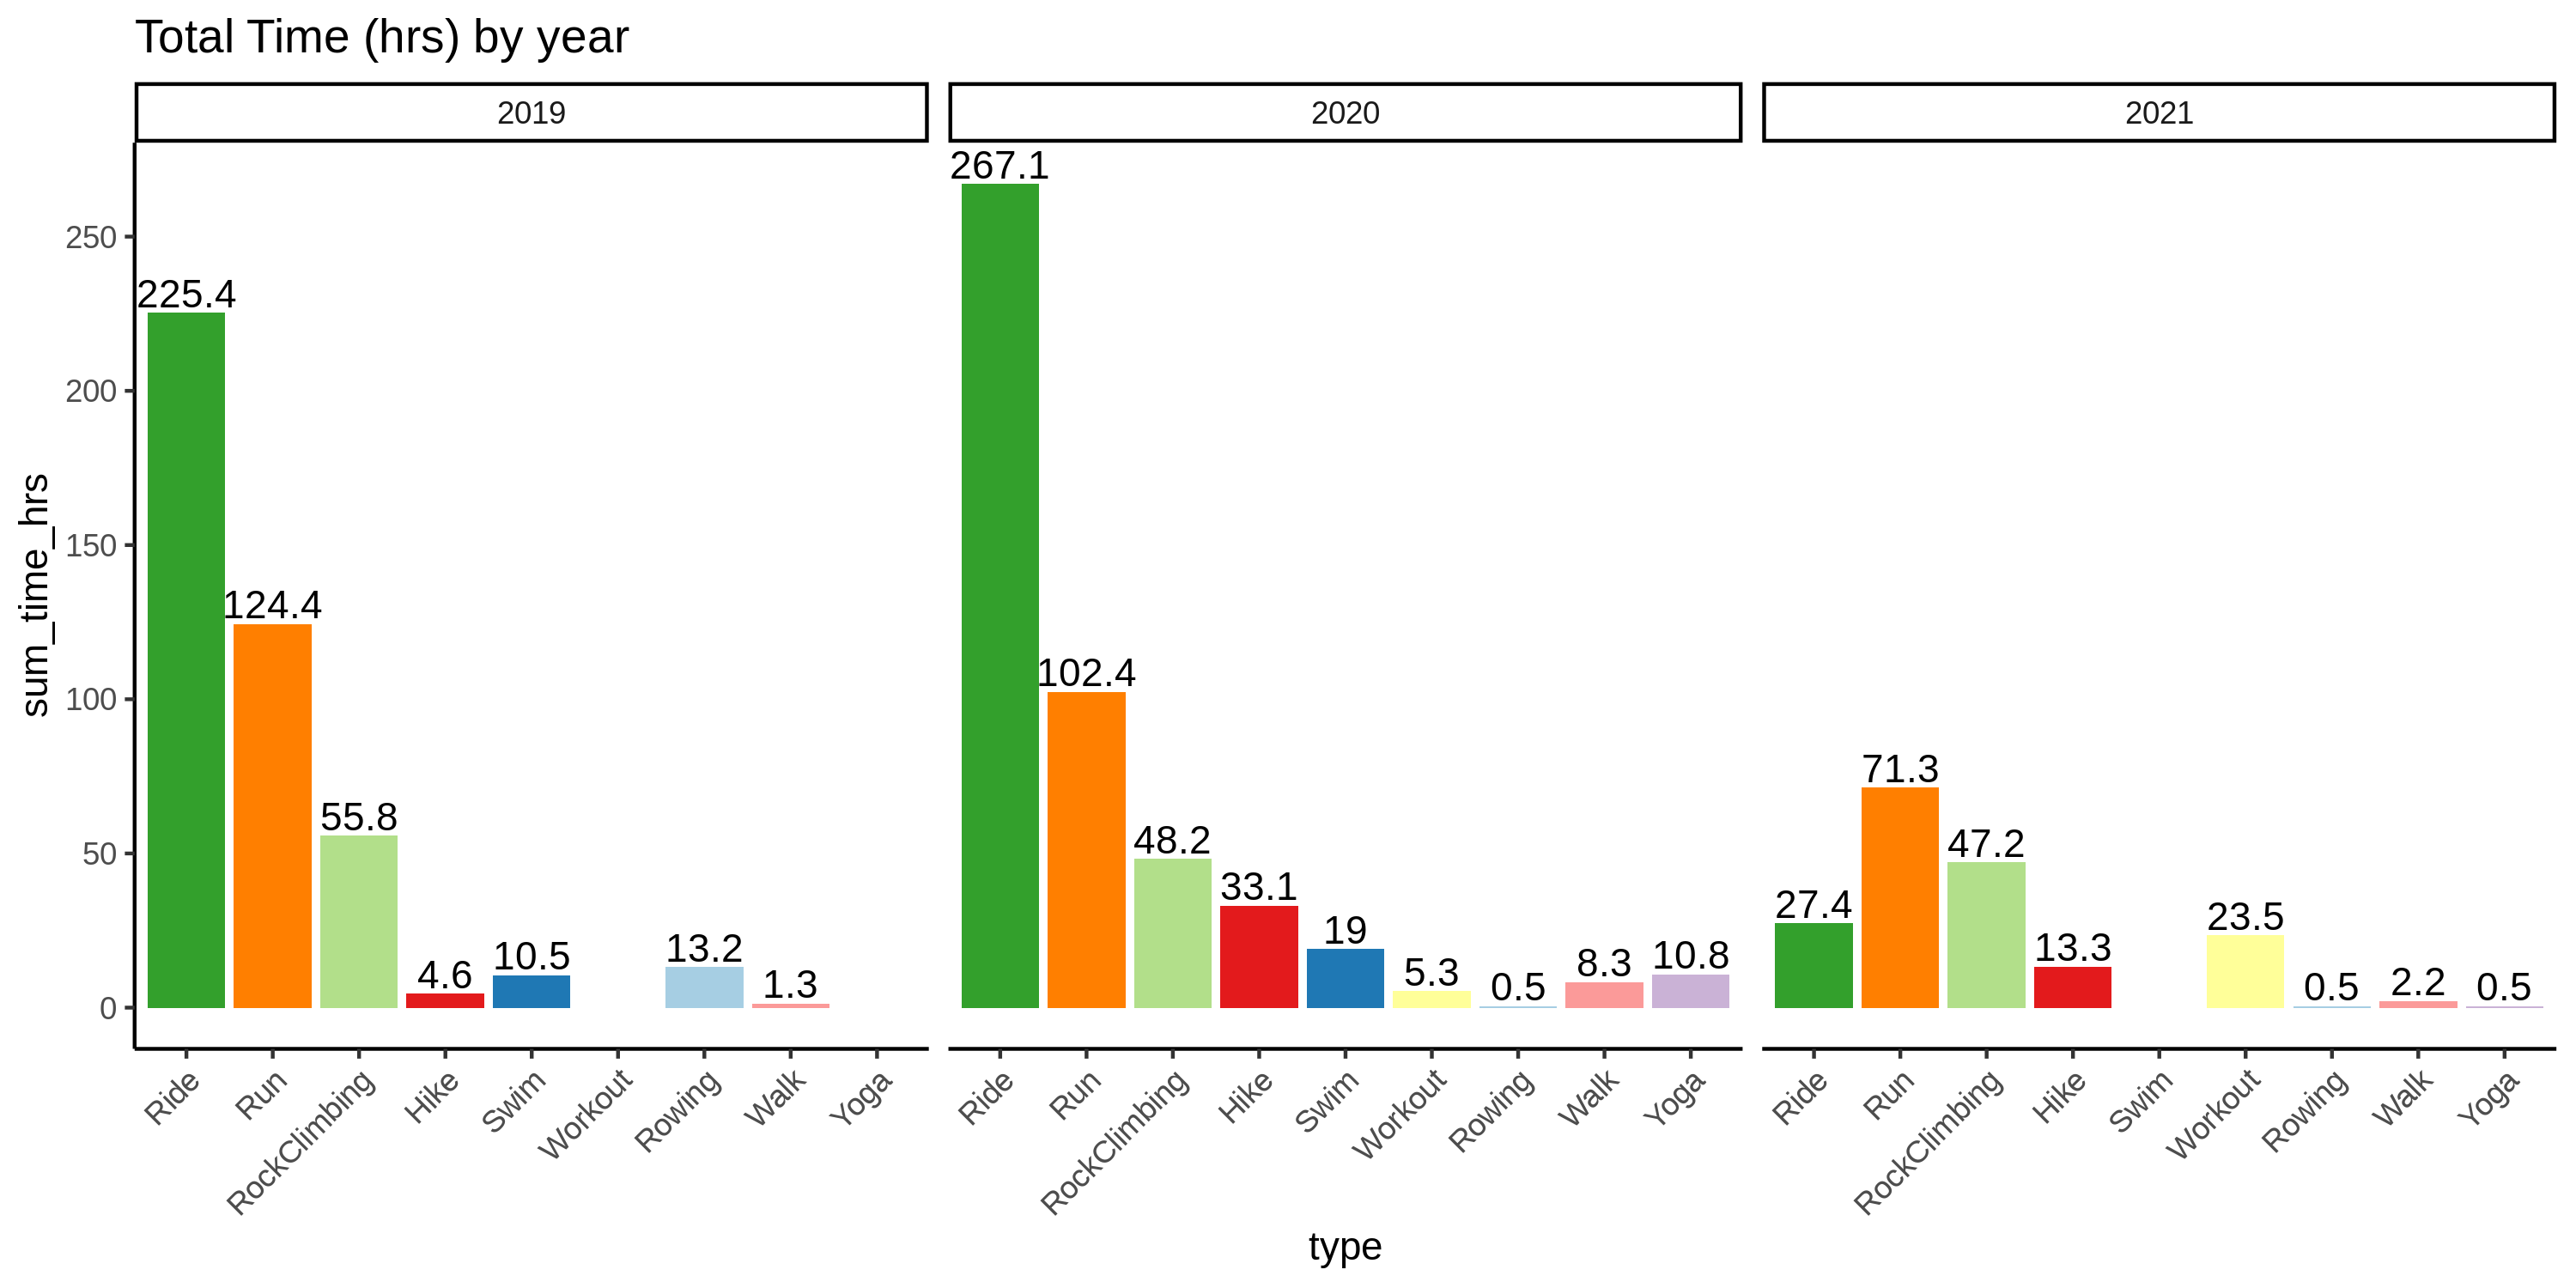 Total Time (hrs) by year
2019
2020
2021
sum_time_hrs
250
200
150
100
50
0
225.4
124.4
55.8
4.6
10.5
13.2
1.3
267.1
102.4
48.2
33.1
19
5.3
0.5
8.3
10.8
27.4
71.3
47.2
13.3
23.5
0.5
2.2
0.5
Ride
Run
RockClimbing
Hike
Swim
Workout
Rowing
Walk
Yoga
Ride
Run
RockClimbing
Hike
Swim
Workout
Rowing
Walk
Yoga
Ride
Run
RockClimbing
Hike
Swim
Workout
Rowing
Walk
Yoga
type